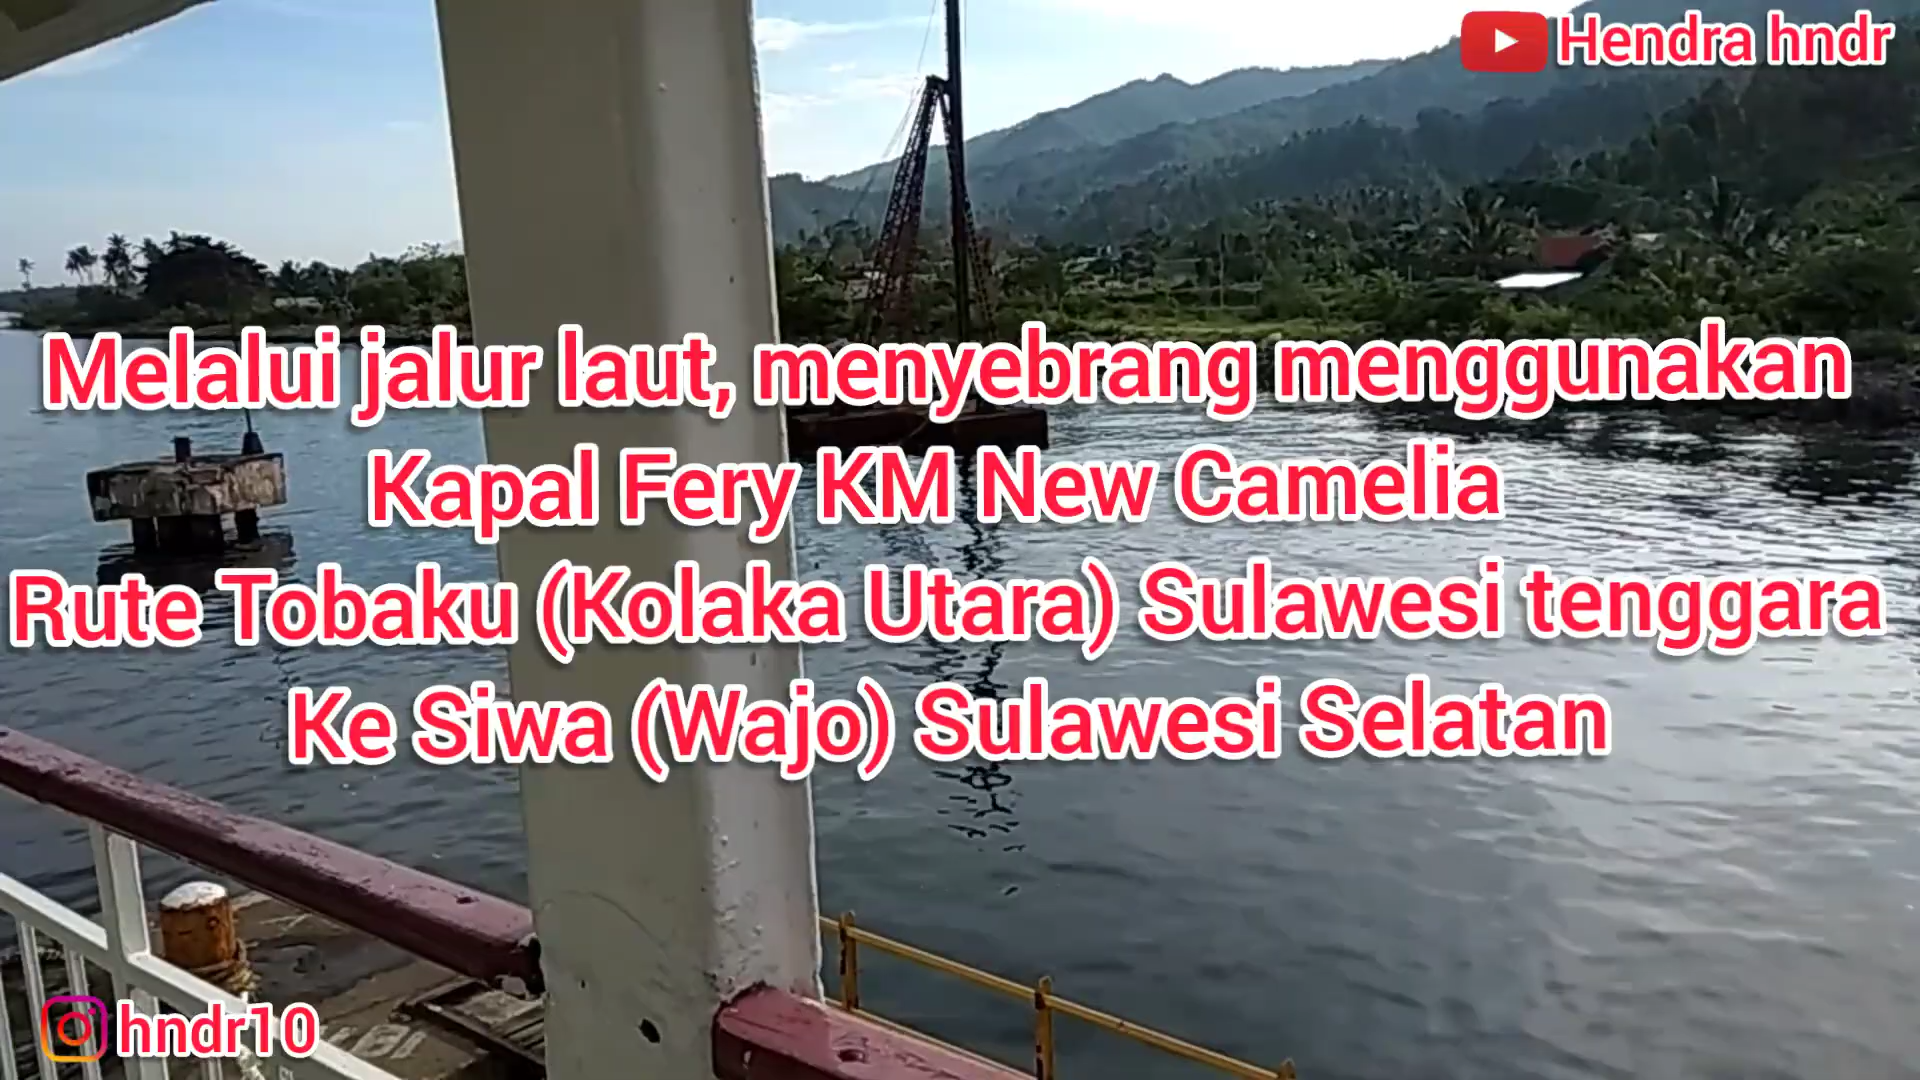 Hendra hndr
Melalui jalur laut, menyebrang menggunakan
Kapal Fery KM New Camelia
Rute Tobaku (Kolaka Utara) Sulawesi tenggara
Ke Siwa (Wajo) Sulawesi Selatan
hndr10